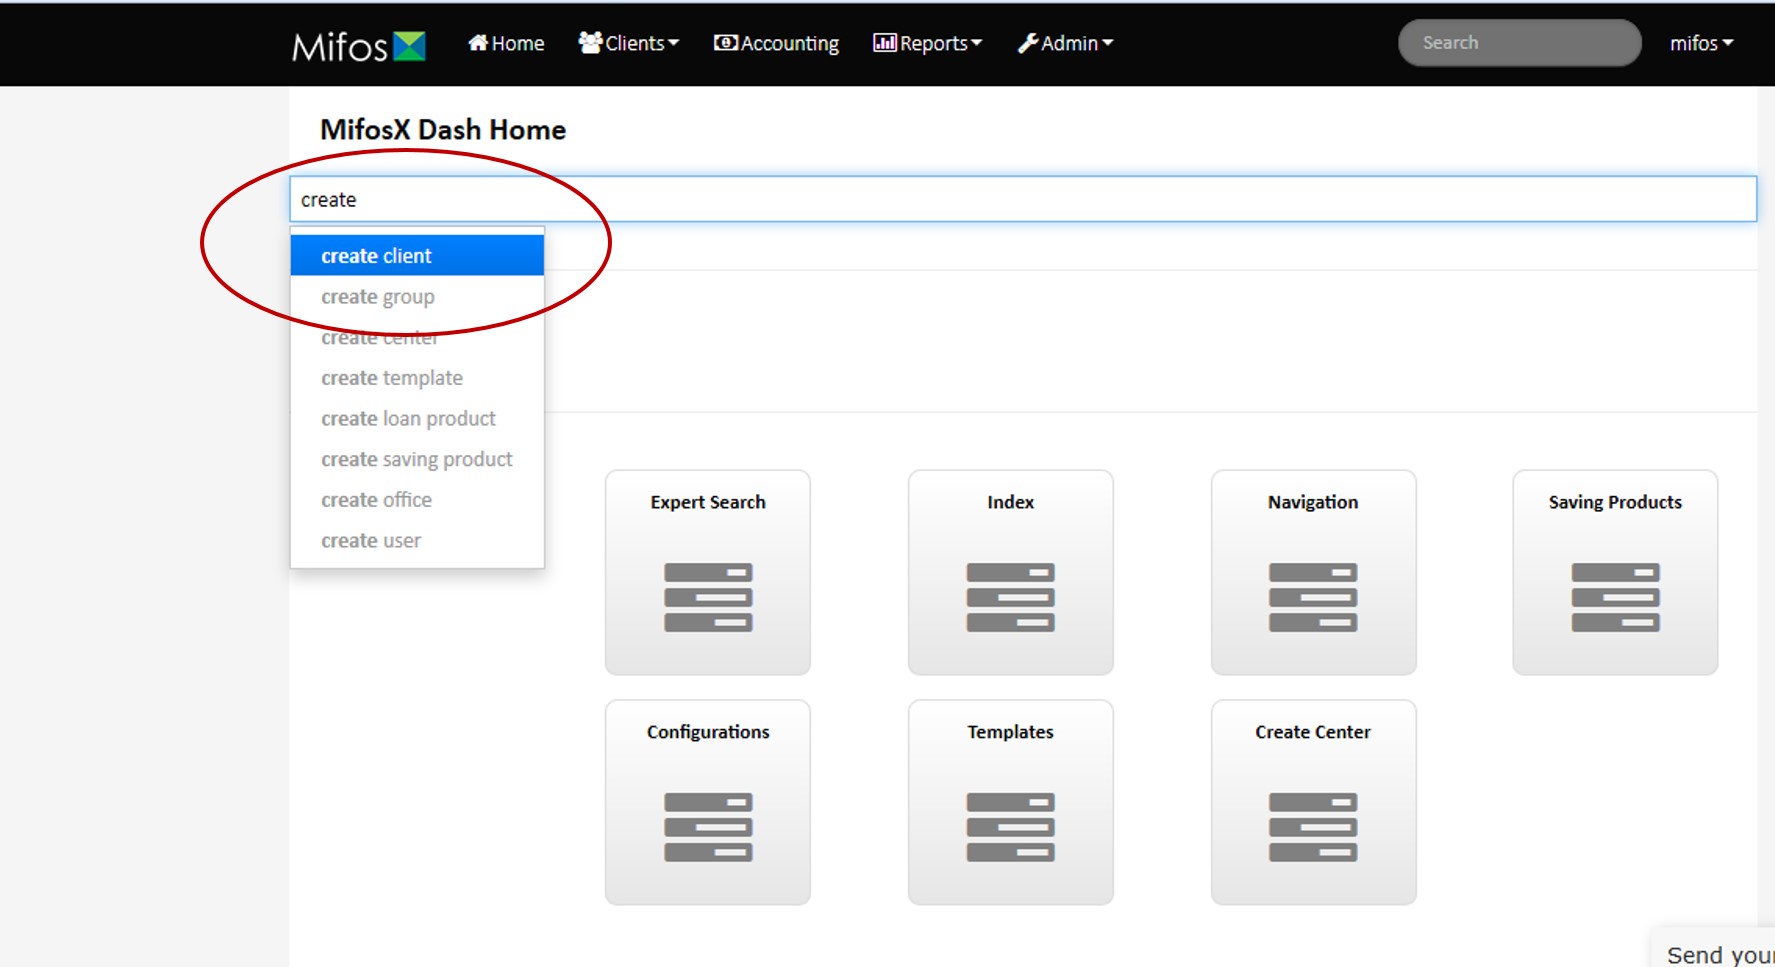 Mifos Home Clients Accounting Reports Admin Search mifos
MifosX Dash Home
create
create client
create group
create center
create template
create loan product
create saving product
create office
create user
Expert Search Index Navigation Saving Products
Configurations Templates Create Center
Send your